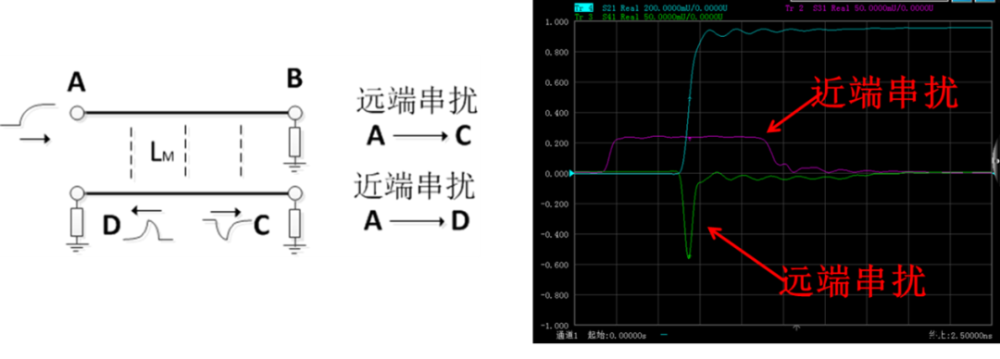 A
B
远端串扰
A → C
L_M
近端串扰
A → D
D
C
Tr 4 S21 Real 200.0000mU/0.0000U
Tr 2 S31 Real 50.0000mU/0.0000U
Tr 3 S41 Real 50.0000mU/0.0000U
1.000
0.800
0.600
0.400
0.200
0.000
-0.200
-0.400
-0.600
-0.800
-1.000
近端串扰
远端串扰
通道1 起始:0.00000s
终止:2.50000ns